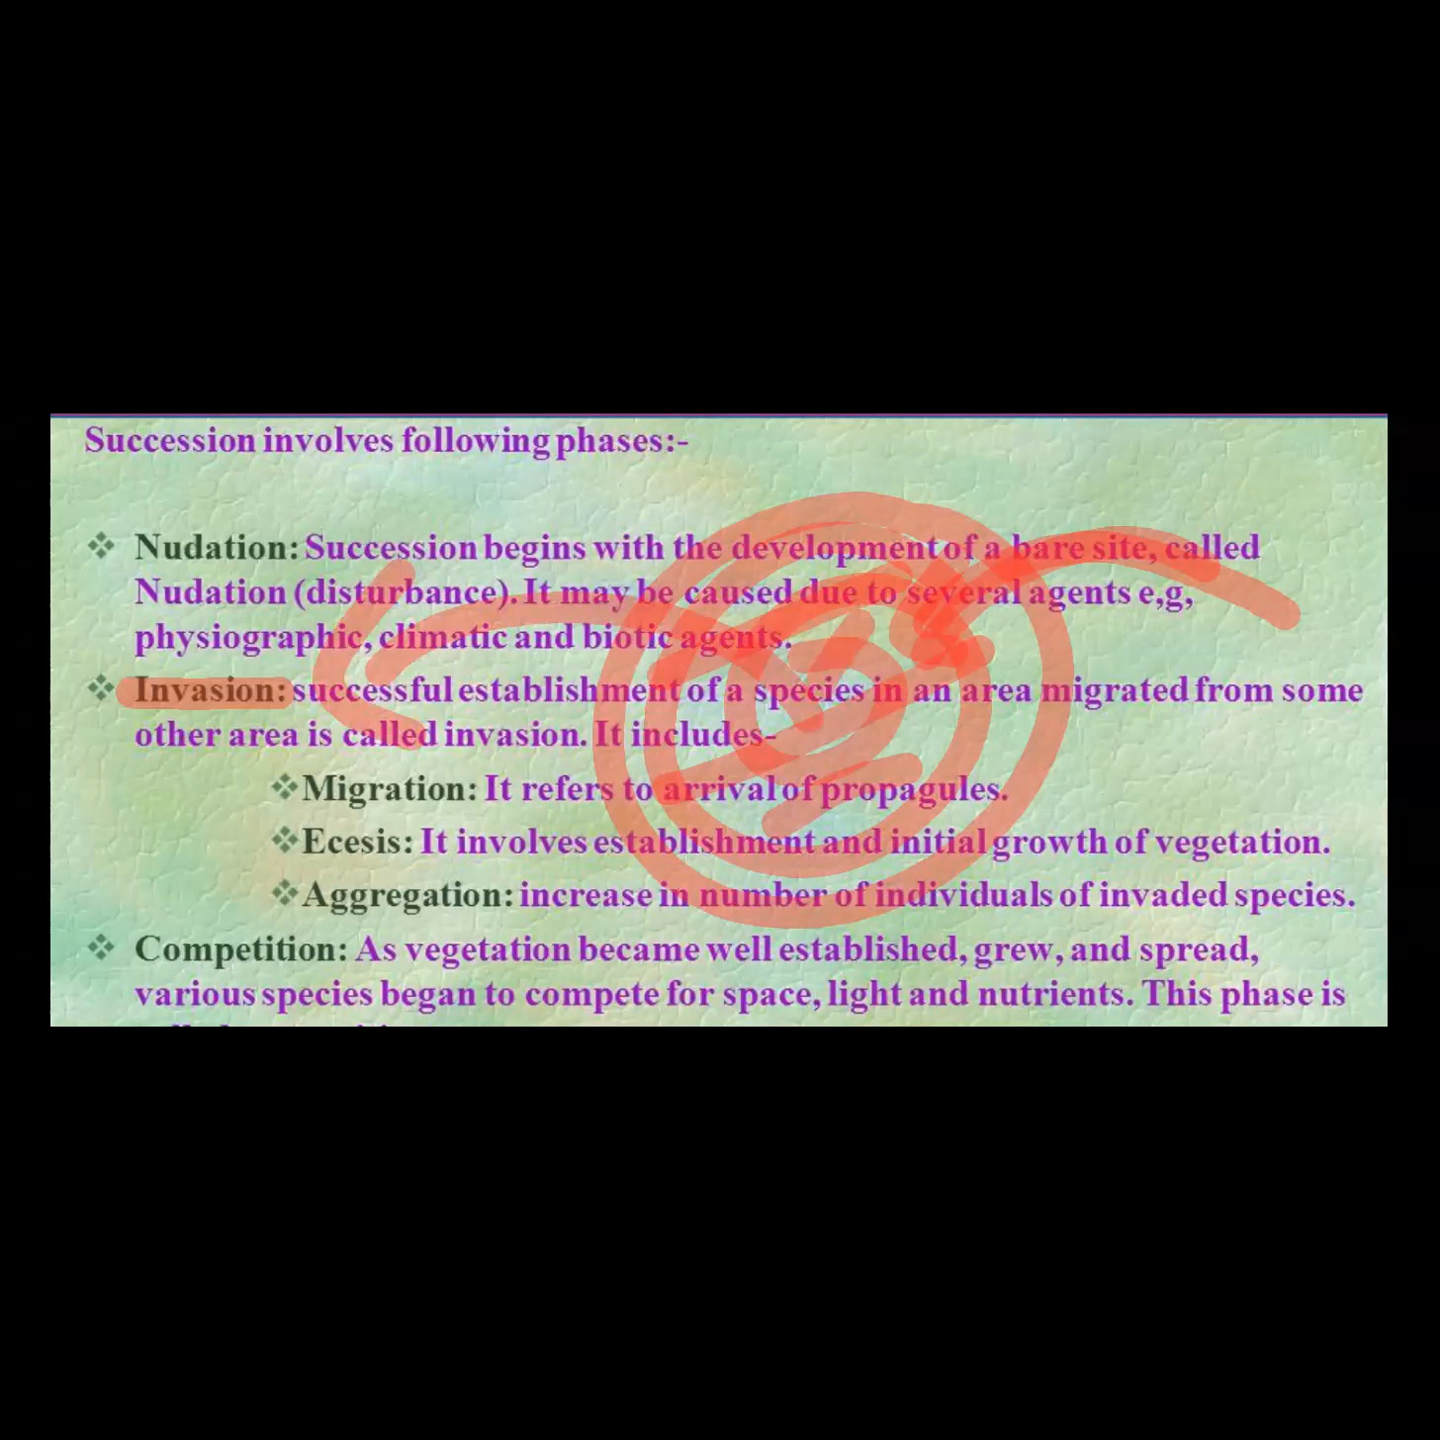 Succession involves following phases:-
Nudation: Succession begins with the development of a bare site, called
Nudation (disturbance). It may be caused due to several agents e,g,
physiographic, climatic and biotic agents.
Invasion: successful establishment of a species in an area migrated from some
other area is called invasion. It includes-
Migration: It refers to arrival of propagules.
Ecesis: It involves establishment and initial growth of vegetation.
Aggregation: increase in number of individuals of invaded species.
Competition: As vegetation became well established, grew, and spread,
various species began to compete for space, light and nutrients. This phase is